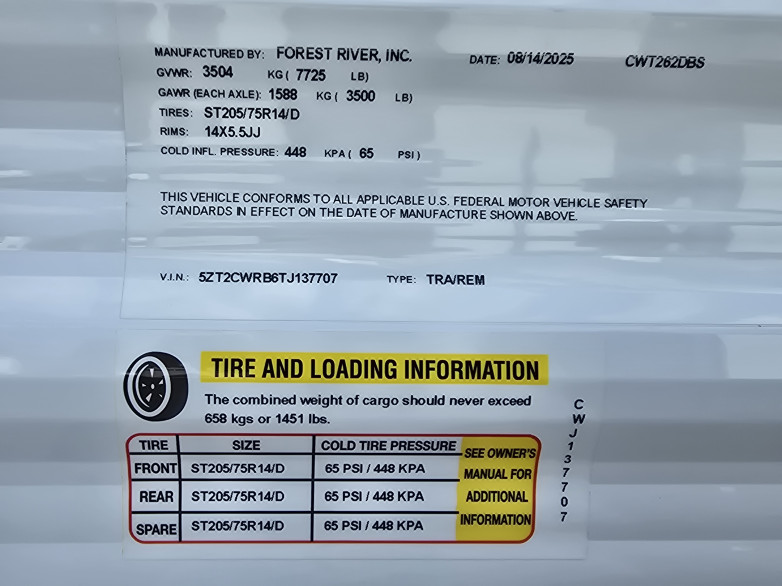 MANUFACTURED BY: FOREST RIVER, INC. DATE: 08/14/2025 CWT262DBS
GVWR: 3504 KG ( 7725 LB)
GAWR (EACH AXLE): 1588 KG ( 3500 LB)
TIRES: ST205/75R14/D
RIMS: 14X5.5JJ
COLD INFL. PRESSURE: 448 KPA ( 65 PSI )
THIS VEHICLE CONFORMS TO ALL APPLICABLE U.S. FEDERAL MOTOR VEHICLE SAFETY
STANDARDS IN EFFECT ON THE DATE OF MANUFACTURE SHOWN ABOVE.
V.I.N.: 5ZT2CWRB6TJ137707 TYPE: TRA/REM
TIRE AND LOADING INFORMATION
The combined weight of cargo should never exceed
658 kgs or 1451 lbs.
TIRE SIZE COLD TIRE PRESSURE
FRONT ST205/75R14/D 65 PSI / 448 KPA
REAR ST205/75R14/D 65 PSI / 448 KPA
SPARE ST205/75R14/D 65 PSI / 448 KPA
SEE OWNER'S
MANUAL FOR
ADDITIONAL
INFORMATION
CWJ137707